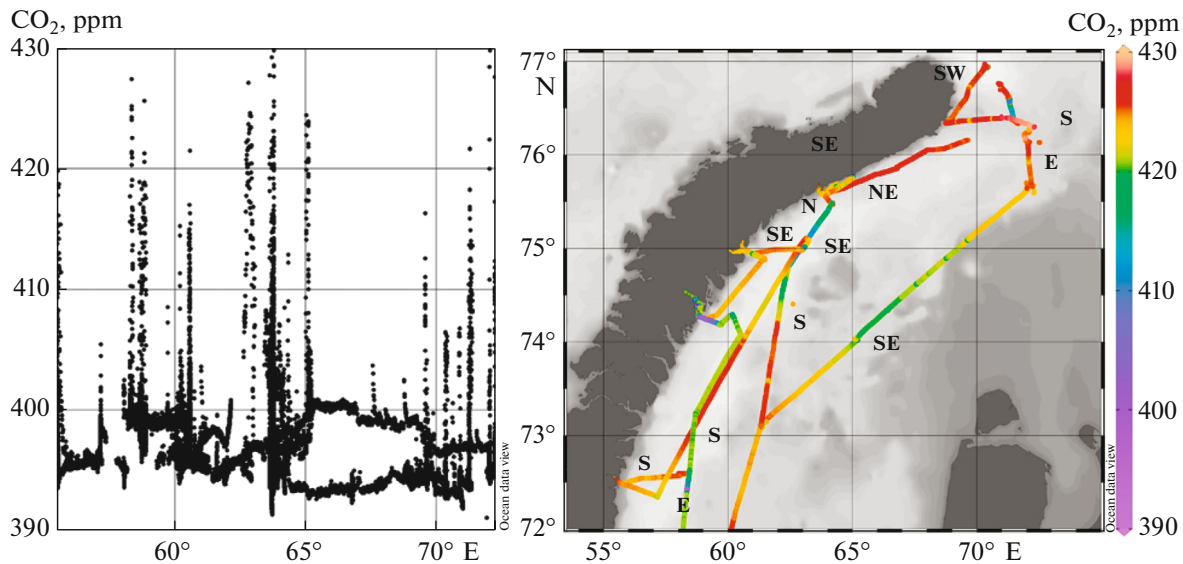 CO₂, ppm
430
420
410
400
390
60°
65°
70° E
Ocean data view
77°
N
76°
75°
74°
73°
72°
55°
60°
65°
70° E
SW
S
SE
E
NE
N
SE
SE
S
SE
S
S
E
Ocean data view
CO₂, ppm
430
420
410
400
390